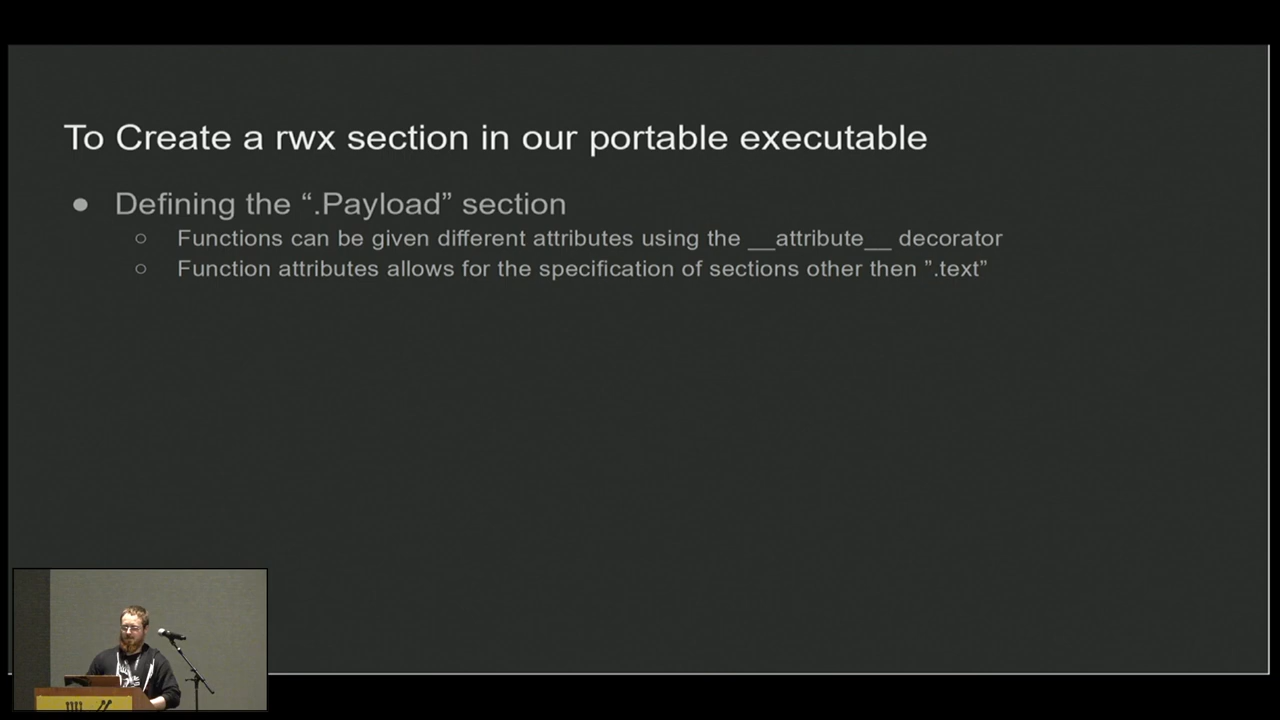 To Create a rwx section in our portable executable
● Defining the “.Payload” section
○ Functions can be given different attributes using the __attribute__ decorator
○ Function attributes allows for the specification of sections other then ”.text”